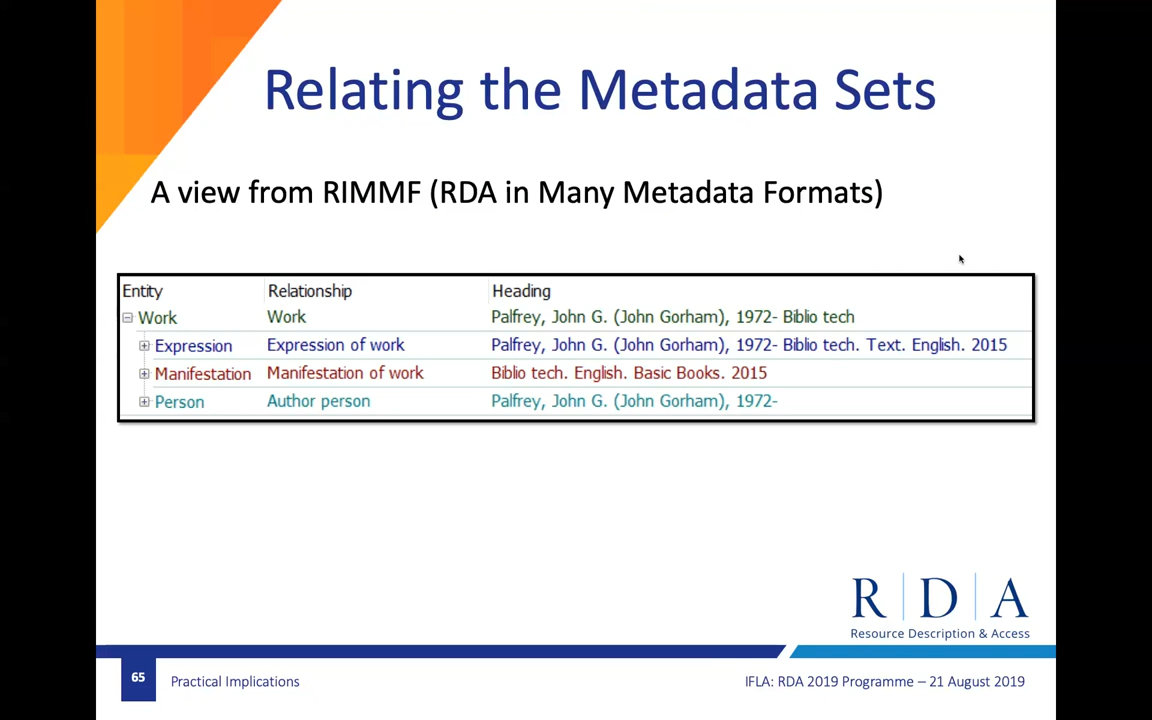 Relating the Metadata Sets
A view from RIMMF (RDA in Many Metadata Formats)
Entity Relationship Heading
Work Work Palfrey, John G. (John Gorham), 1972- Biblio tech
Expression Expression of work Palfrey, John G. (John Gorham), 1972- Biblio tech. Text. English. 2015
Manifestation Manifestation of work Biblio tech. English. Basic Books. 2015
Person Author person Palfrey, John G. (John Gorham), 1972-
R D A
Resource Description & Access
65 Practical Implications IFLA: RDA 2019 Programme – 21 August 2019